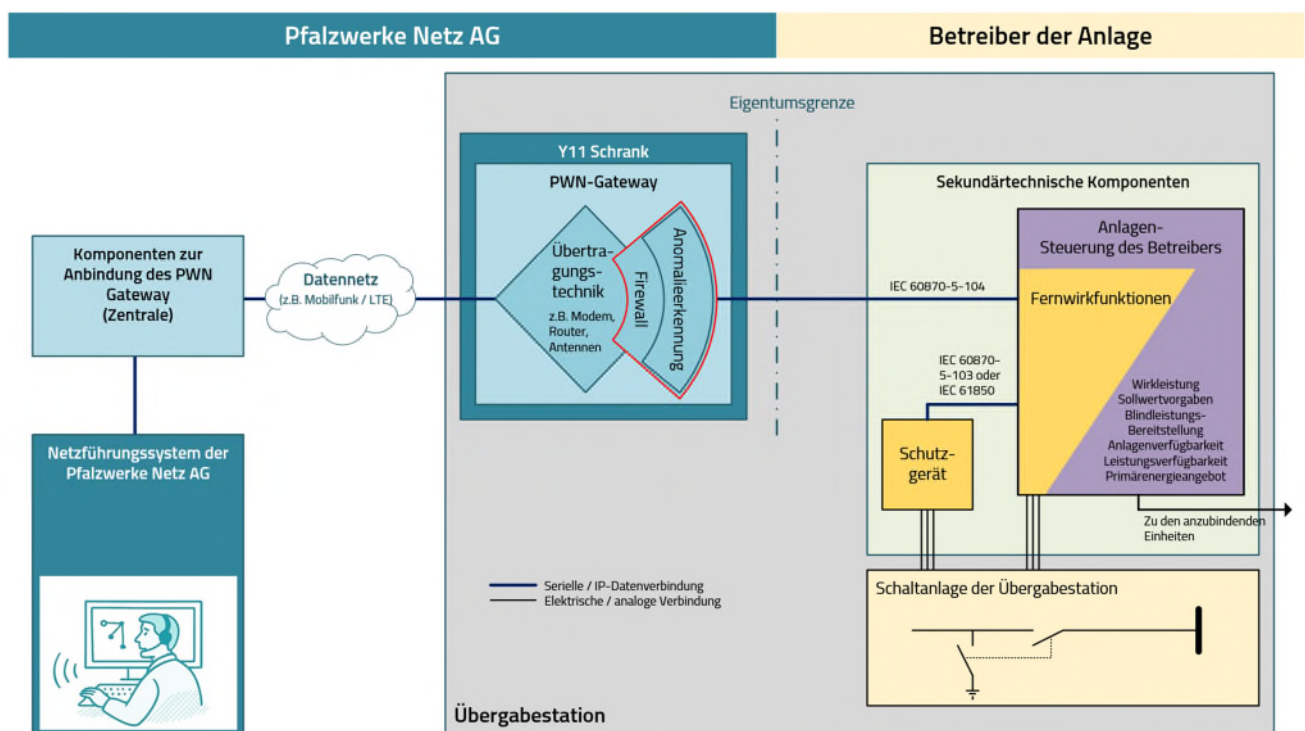 Pfalzwerke Netz AG
Betreiber der Anlage
Eigentumsgrenze
Y11 Schrank
PWN-Gateway
Übertra-
gungs-
technik
z.B. Modem,
Router,
Antennen
Firewall
Anomalieerkennung
Komponenten zur
Anbindung des PWN
Gateway
(Zentrale)
Datennetz
(z.B. Mobilfunk / LTE)
Netzführungssystem der
Pfalzwerke Netz AG
Sekundärtechnische Komponenten
Anlagen-
Steuerung des Betreibers
Fernwirkfunktionen
IEC 60870-5-104
IEC 60870-
5-103 oder
IEC 61850
Wirkleistung
Sollwertvorgaben
Blindleistungs-
Bereitstellung
Anlagenverfügbarkeit
Leistungsverfügbarkeit
Primärenergieangebot
Schutz-
gerät
Zu den anzubindenden
Einheiten
Serielle / IP-Datenverbindung
Elektrische / analoge Verbindung
Schaltanlage der Übergabestation
Übergabestation